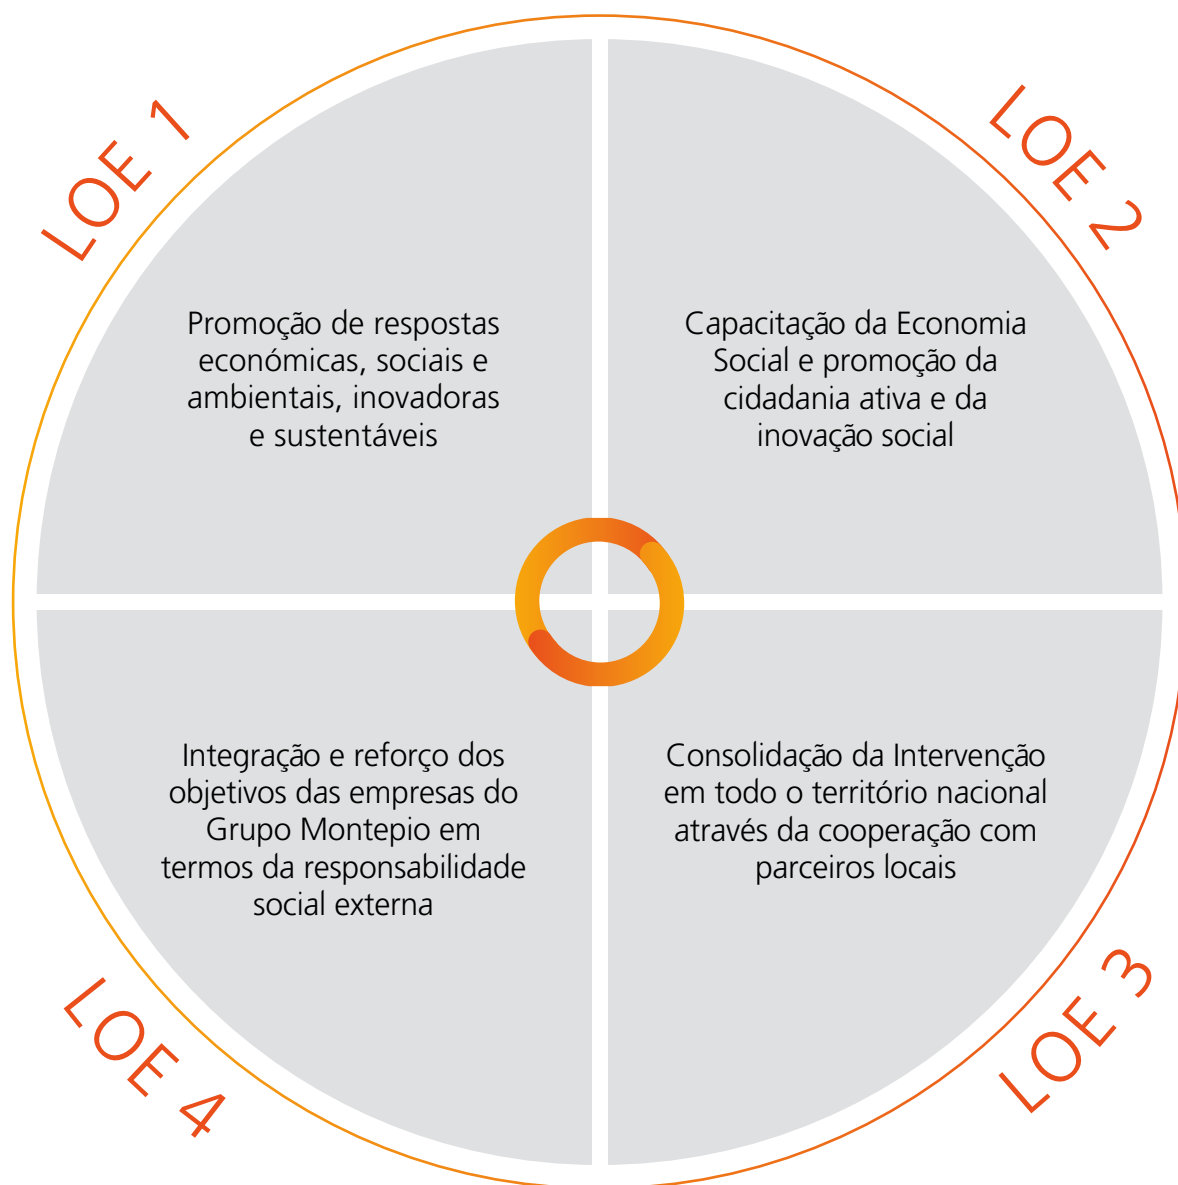 LOE 1
Promoção de respostas
económicas, sociais e
ambientais, inovadoras
e sustentáveis
LOE 2
Capacitação da Economia
Social e promoção da
cidadania ativa e da
inovação social
LOE 3
Consolidação da Intervenção
em todo o território nacional
através da cooperação com
parceiros locais
LOE 4
Integração e reforço dos
objetivos das empresas do
Grupo Montepio em
termos da responsabilidade
social externa